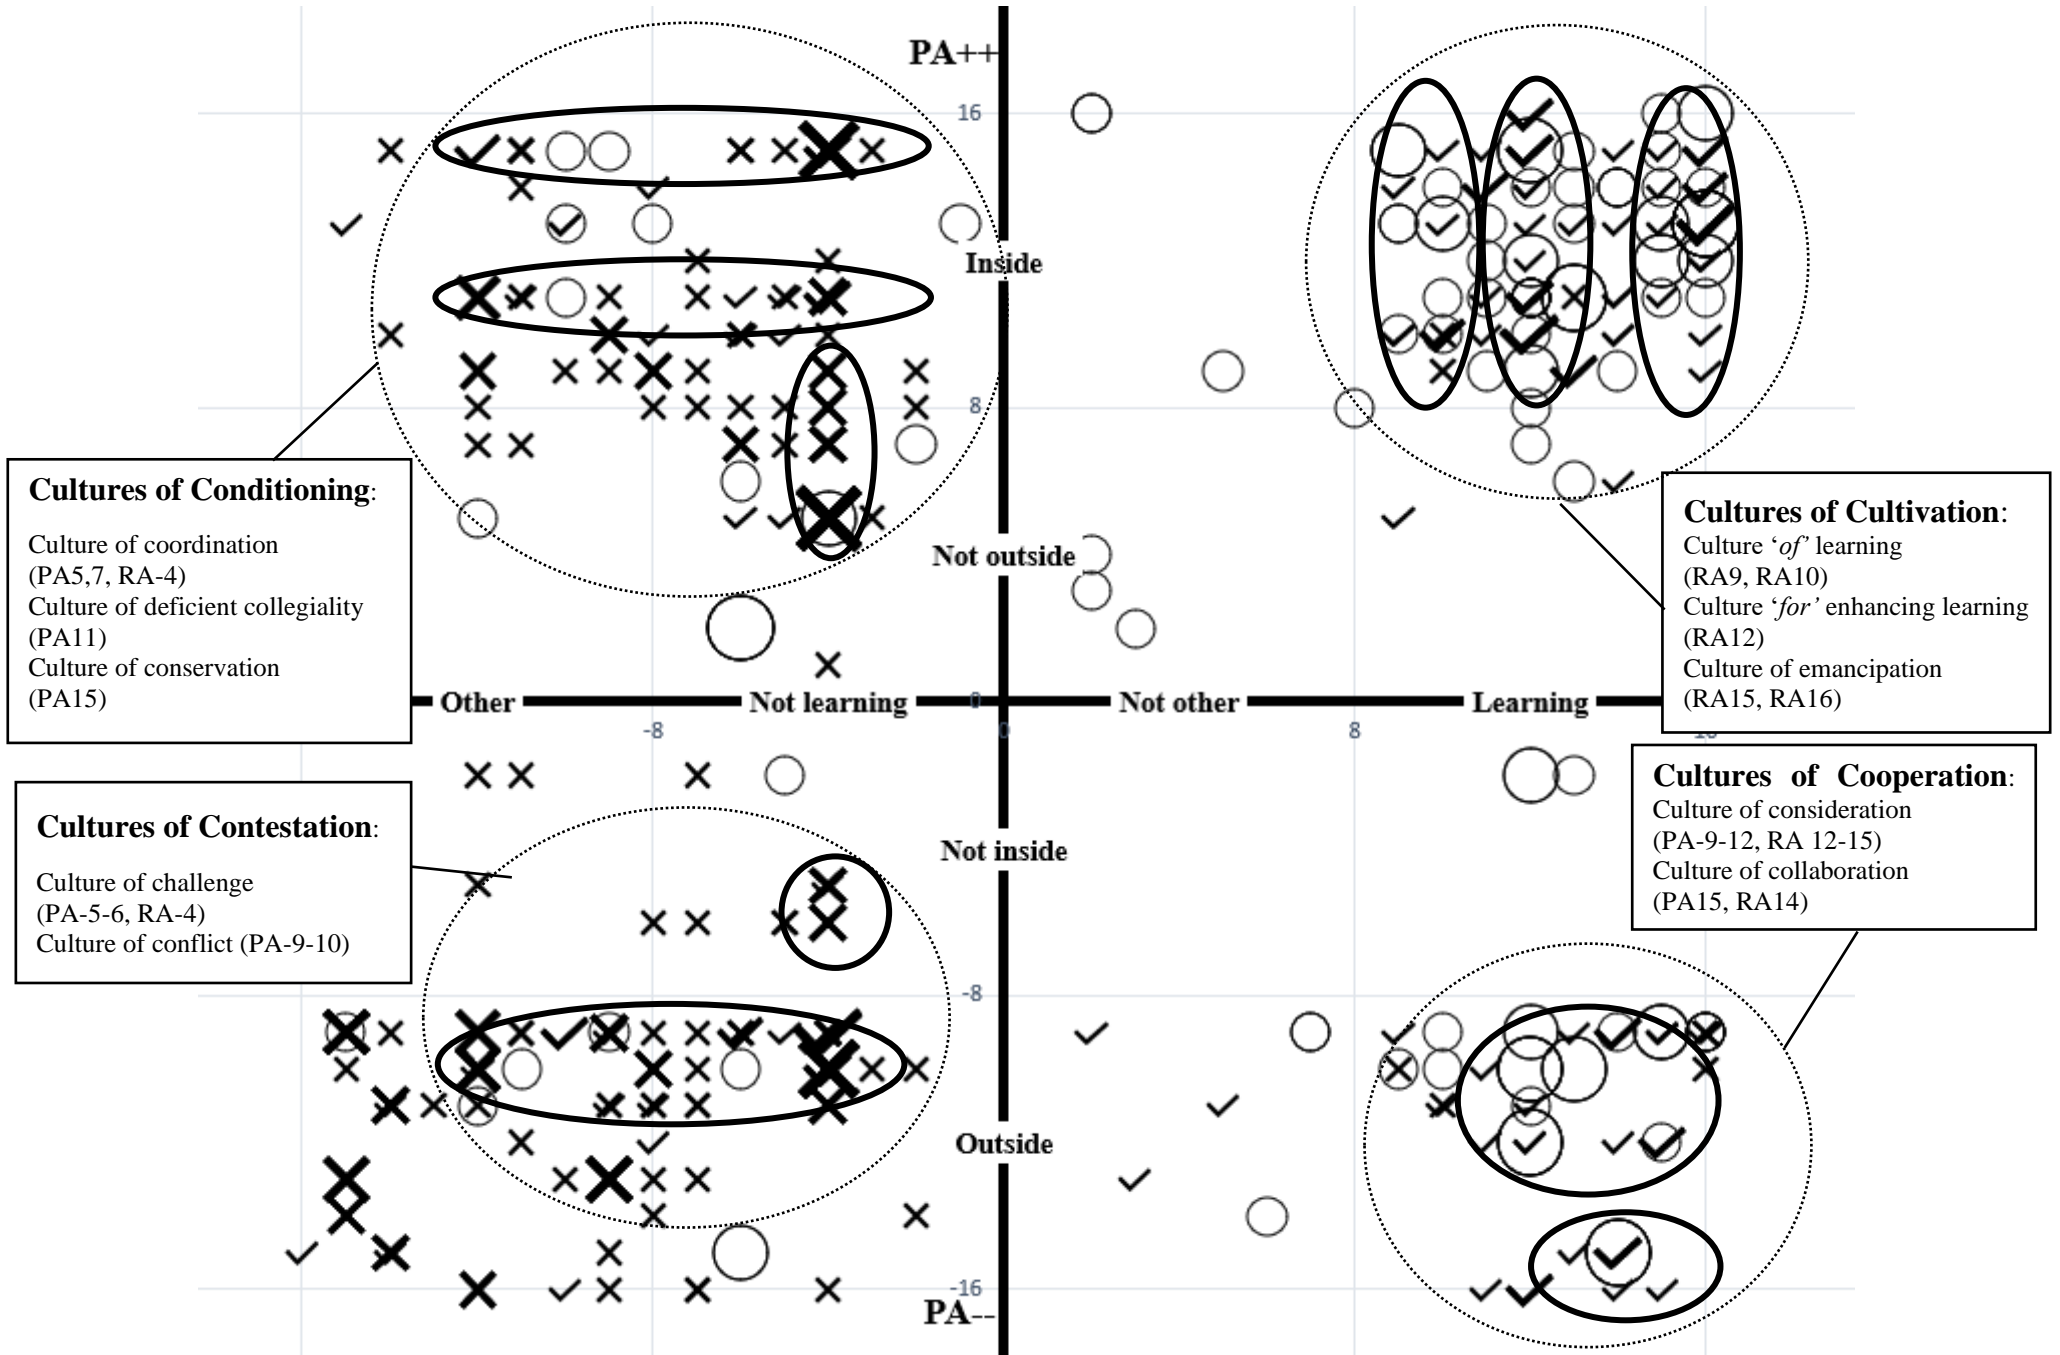 PA++
16
Inside
8
Not outside
Cultures of Conditioning:
Culture of coordination
(PA5,7, RA-4)
Culture of deficient collegiality
(PA11)
Culture of conservation
(PA15)
Cultures of Cultivation:
Culture ‘of’ learning
(RA9, RA10)
Culture ‘for’ enhancing learning
(RA12)
Culture of emancipation
(RA15, RA16)
Other
Not learning
0
Not other
Learning
-8
0
8
16
Cultures of Contestation:
Culture of challenge
(PA-5-6, RA-4)
Culture of conflict (PA-9-10)
Cultures of Cooperation:
Culture of consideration
(PA-9-12, RA 12-15)
Culture of collaboration
(PA15, RA14)
Not inside
-8
Outside
-16
PA--